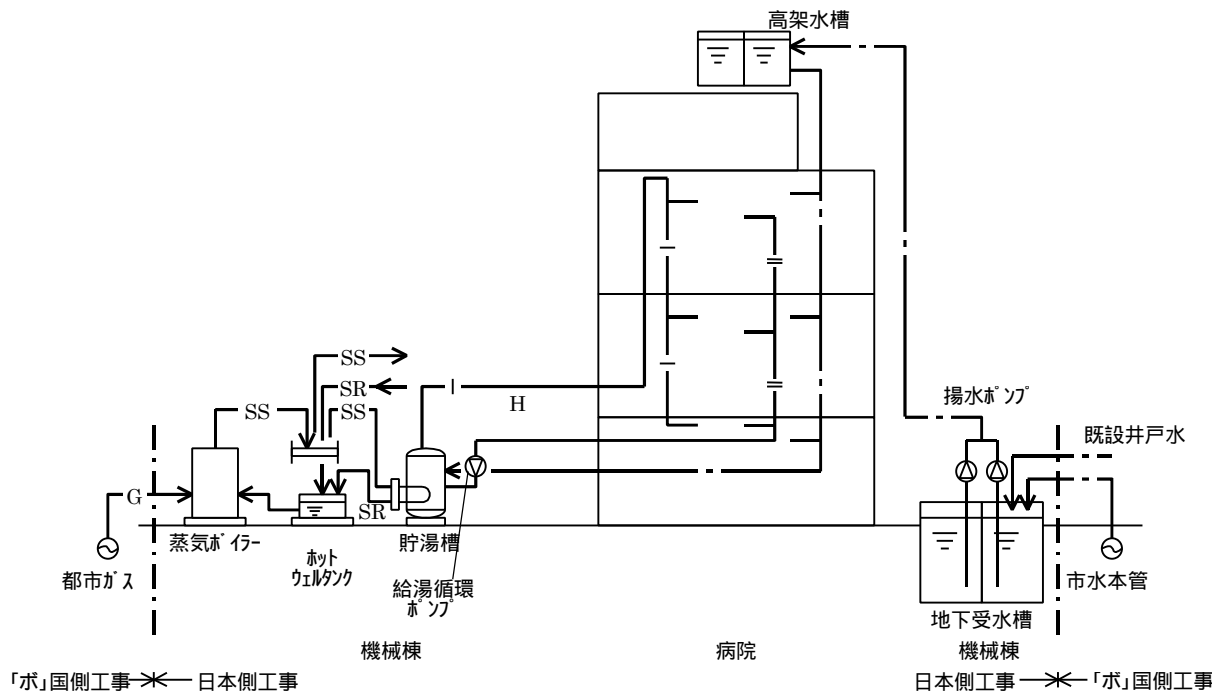 高架水槽
SS
SR
SS
SS
H
揚水ポンプ
既設井戸水
G
SR
蒸気ボイラー
ホット
ウェルタンク
貯湯槽
給湯循環
ポンプ
都市ガス
市水本管
地下受水槽
機械棟
病院
機械棟
「ボ」国側工事
日本側工事
日本側工事
「ボ」国側工事